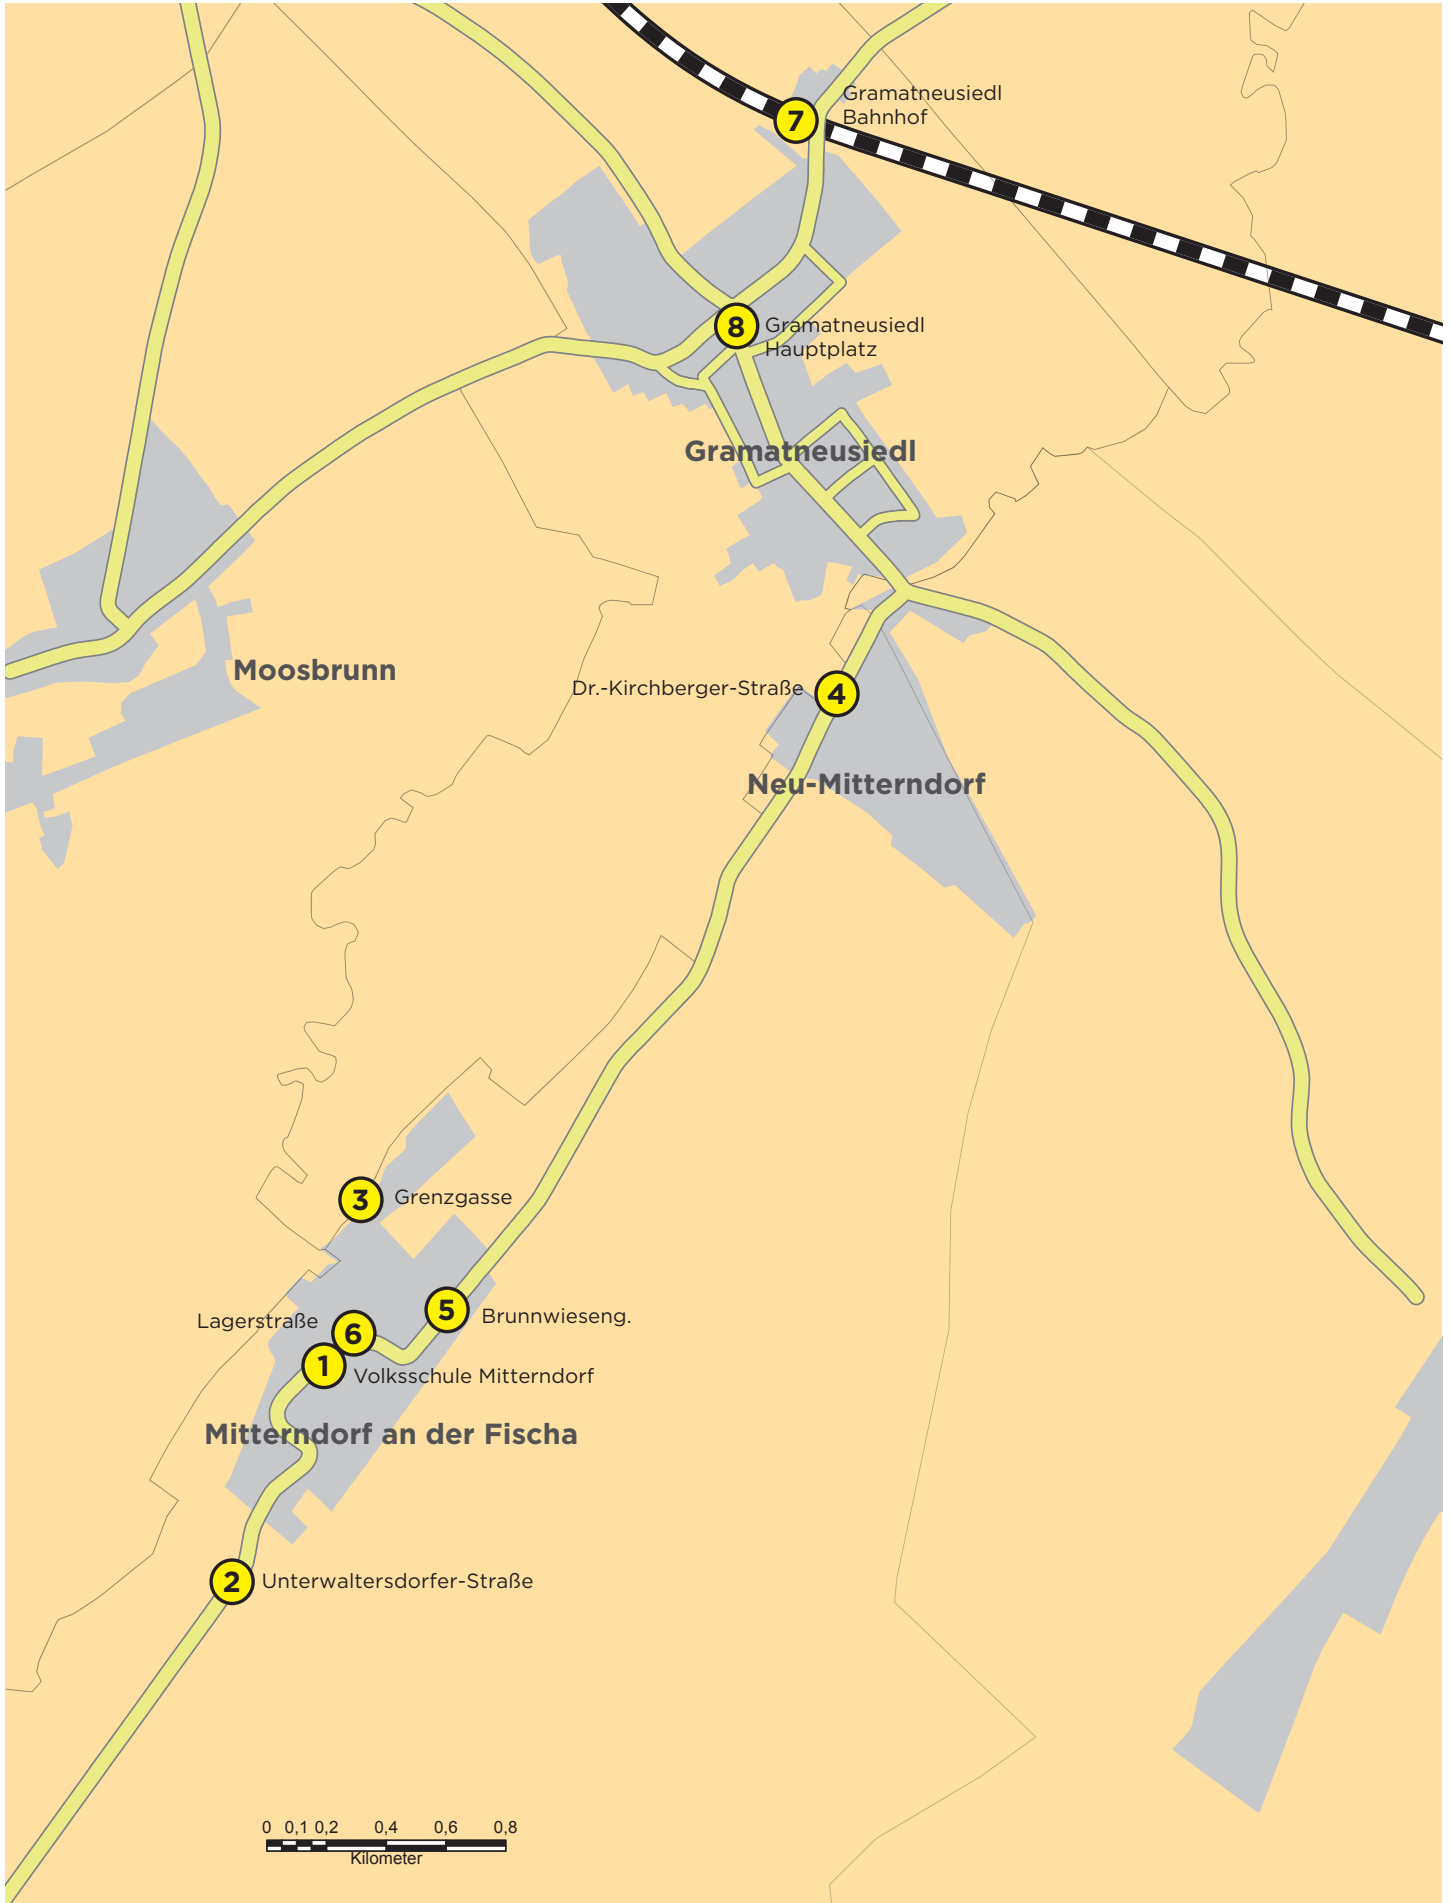 7
Gramatneusiedl
Bahnhof
8
Gramatneusiedl
Hauptplatz
Gramatneusiedl
Moosbrunn
Dr.-Kirchberger-Straße
4
Neu-Mitterndorf
3
Grenzgasse
5
Brunnwieseng.
Lagerstraße
6
1
Volksschule Mitterndorf
Mitterndorf an der Fischa
2
Unterwaltersdorfer-Straße
0 0,1 0,2 0,4 0,6 0,8
Kilometer